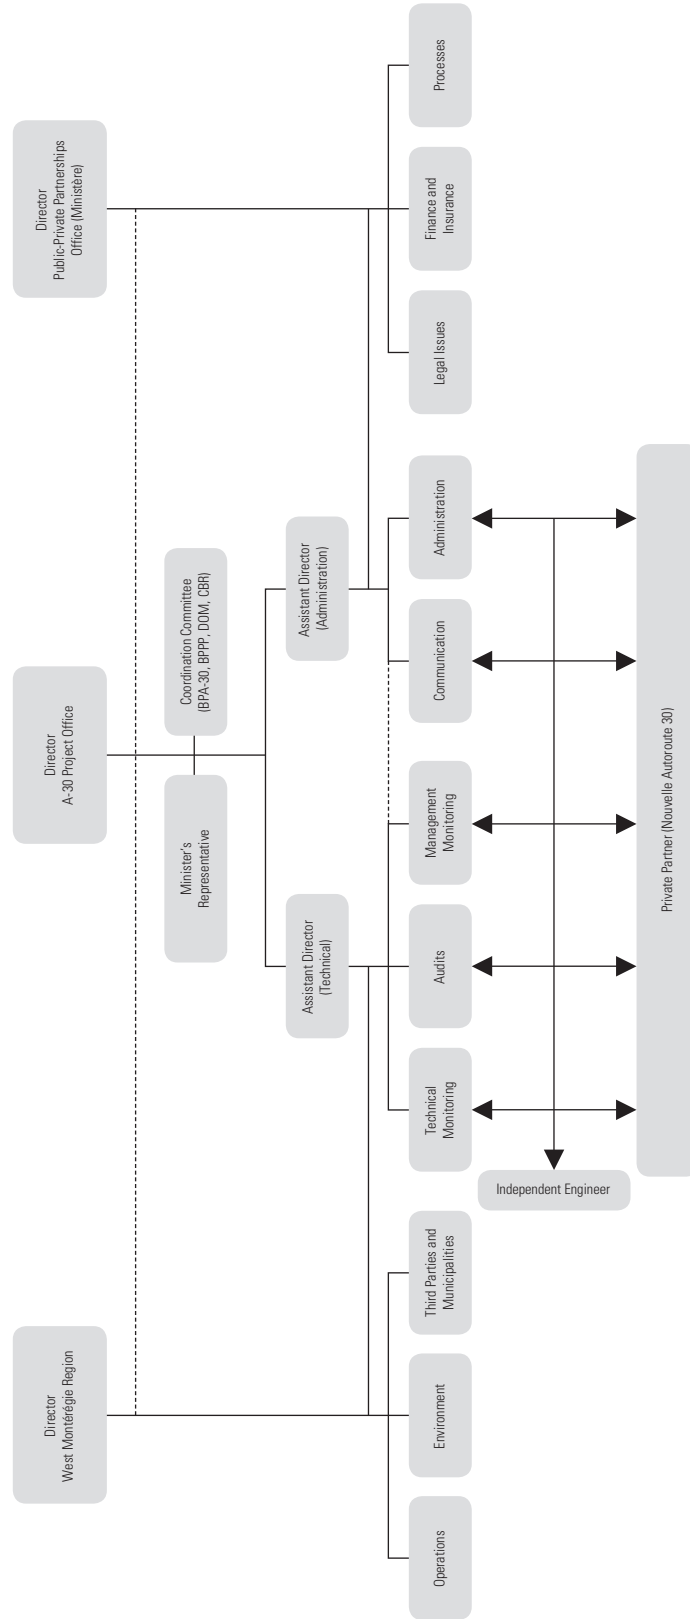 Director
West Montérégie Region
Director
A-30 Project Office
Director
Public-Private Partnerships
Office (Ministère)
Minister's
Representative
Coordination Committee
(BPA-30, BPPP, DOM, CBR)
Assistant Director
(Technical)
Assistant Director
(Administration)
Operations
Environment
Third Parties and
Municipalities
Technical
Monitoring
Audits
Management
Monitoring
Communication
Administration
Legal Issues
Finance and
Insurance
Processes
Independent Engineer
Private Partner (Nouvelle Autoroute 30)